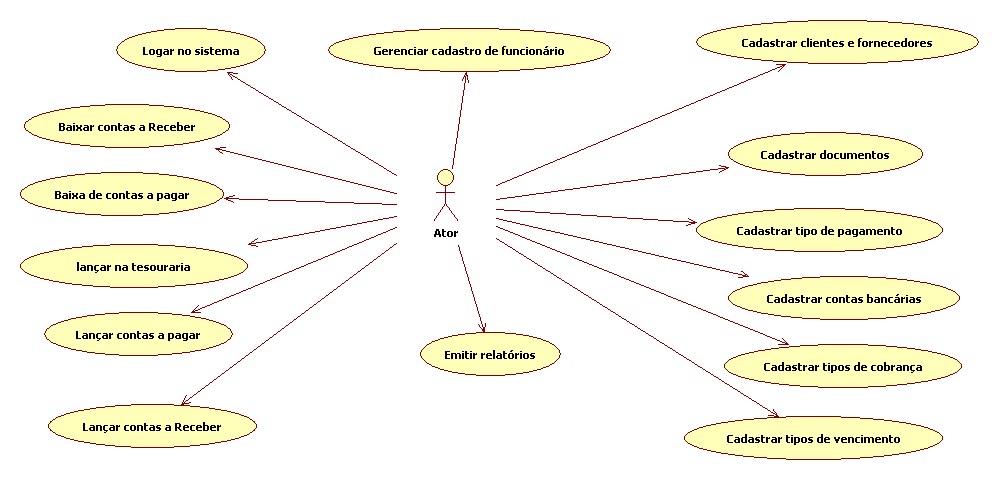 Logar no sistema
Gerenciar cadastro de funcionário
Cadastrar clientes e fornecedores
Baixar contas a Receber
Cadastrar documentos
Baixa de contas a pagar
Ator
Cadastrar tipo de pagamento
lançar na tesouraria
Cadastrar contas bancárias
Lançar contas a pagar
Emitir relatórios
Cadastrar tipos de cobrança
Lançar contas a Receber
Cadastrar tipos de vencimento